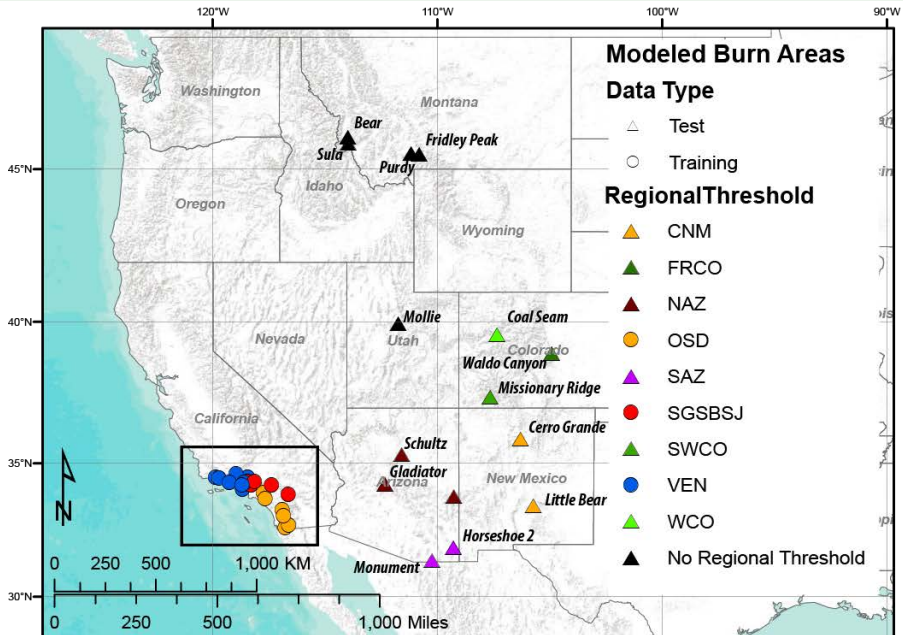 120°W 110°W 100°W 90°W
Modeled Burn Areas
Data Type
Test
Training
RegionalThreshold
CNM
FRCO
NAZ
OSD
SAZ
SGSBSJ
SWCO
VEN
WCO
No Regional Threshold
Washington
Montana
Bear
Sula
Fridley Peak
Purdy
45°N
Idaho
Oregon
Wyoming
40°N
Mollie
Coal Seam
Nevada
Utah
Colorado
Waldo Canyon
Missionary Ridge
California
Cerro Grande
Schultz
35°N
Gladiator
Arizona
New Mexico
Little Bear
N
Horseshoe 2
Monument
0 250 500 1,000 KM
30°N
0 250 500 1,000 Miles